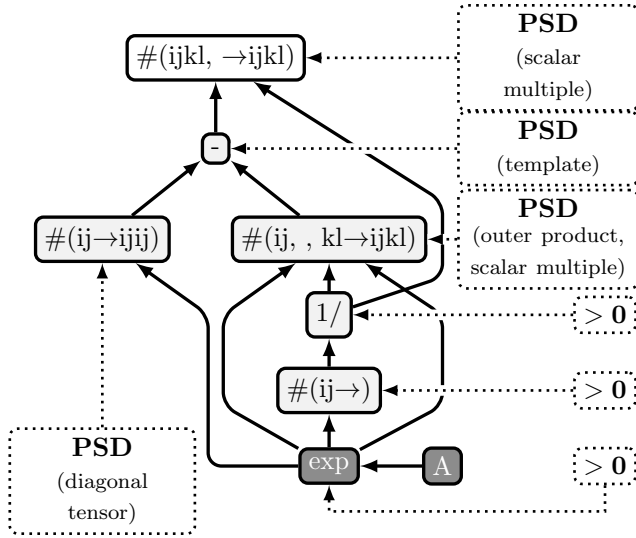 #(ijkl, →ijkl)
PSD
(scalar
multiple)
-
PSD
(template)
#(ij→ijij)
#(ij, , kl→ijkl)
PSD
(outer product,
scalar multiple)
1/
> 0
#(ij→)
> 0
PSD
(diagonal
tensor)
exp
A
> 0